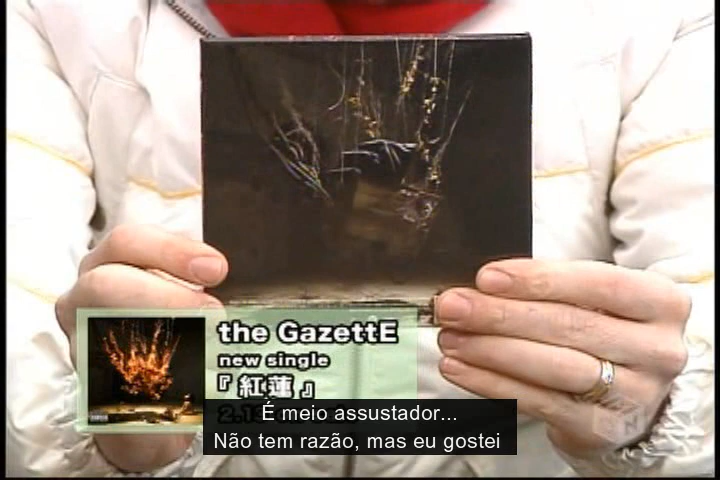 the GazettE
new single
『紅蓮』
É meio assustador...
Não tem razão, mas eu gostei